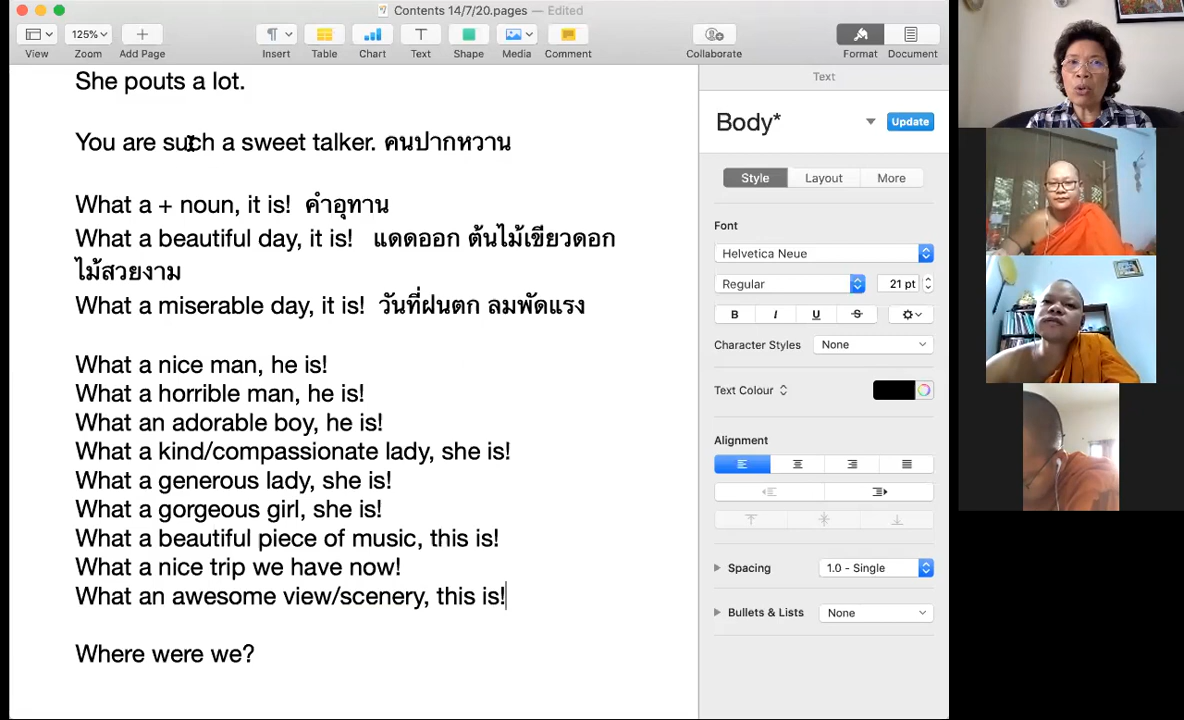 Contents 14/7/20.pages — Edited
125%
View
Zoom
Add Page
Insert
Table
Chart
Text
Shape
Media
Comment
Collaborate
Format
Document
She pouts a lot.
You are such a sweet talker. คนปากหวาน
What a + noun, it is! คำอุทาน
What a beautiful day, it is! แดดออก ต้นไม้เขียวดอก
ไม้สวยงาม
What a miserable day, it is! วันที่ฝนตก ลมพัดแรง
What a nice man, he is!
What a horrible man, he is!
What an adorable boy, he is!
What a kind/compassionate lady, she is!
What a generous lady, she is!
What a gorgeous girl, she is!
What a beautiful piece of music, this is!
What a nice trip we have now!
What an awesome view/scenery, this is!
Where were we?
Text
Body*
Update
Style
Layout
More
Font
Helvetica Neue
Regular
21 pt
B I U S
Character Styles
None
Text Colour
Alignment
Spacing
1.0 - Single
Bullets & Lists
None